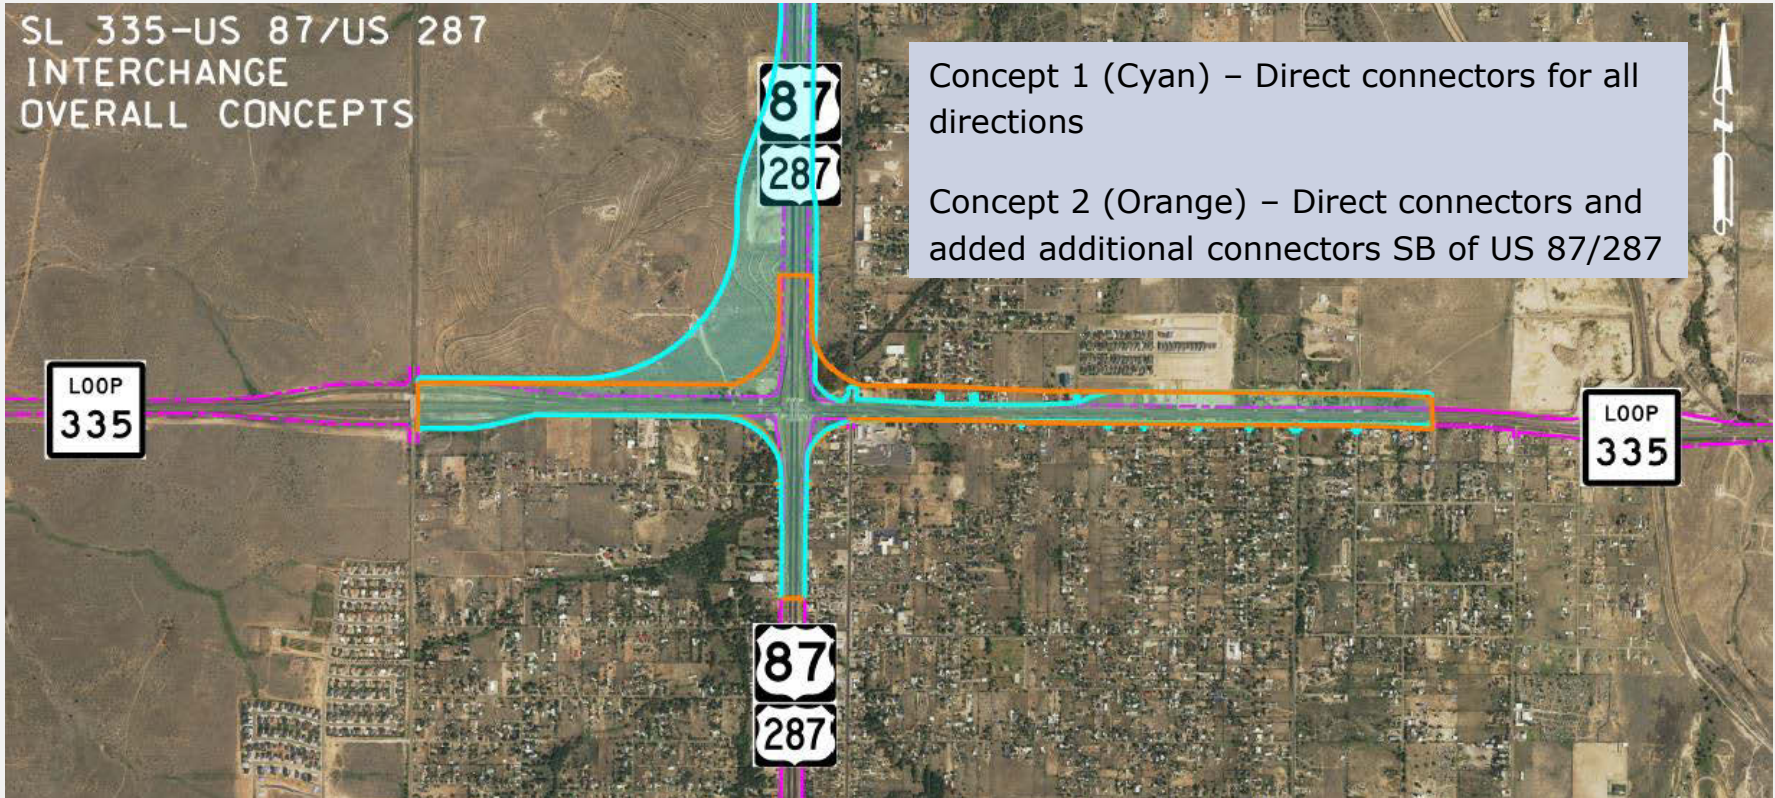 SL 335-US 87/US 287
INTERCHANGE
OVERALL CONCEPTS
Concept 1 (Cyan) – Direct connectors for all
directions
Concept 2 (Orange) – Direct connectors and
added additional connectors SB of US 87/287
87
287
N
LOOP
335
LOOP
335
87
287